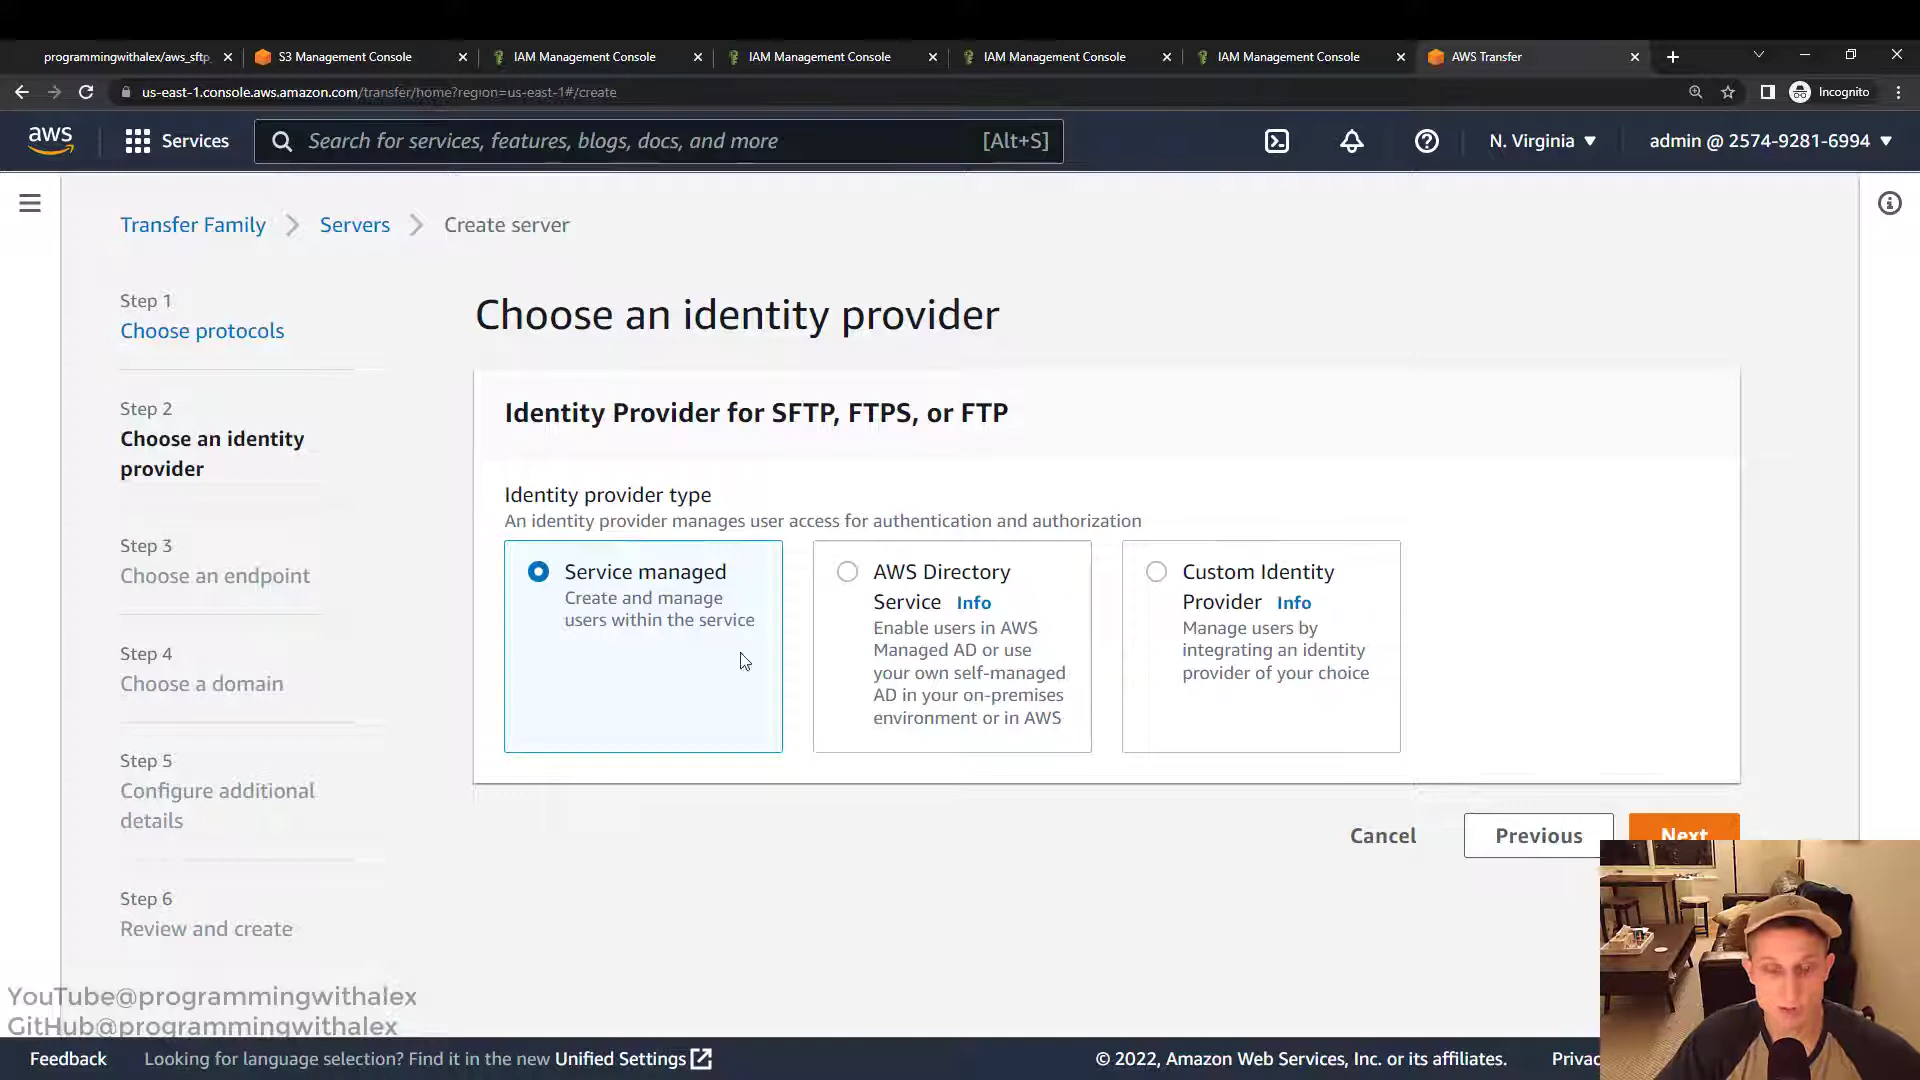 programmingwithalex/aws_sftp
S3 Management Console
IAM Management Console
IAM Management Console
IAM Management Console
IAM Management Console
AWS Transfer
us-east-1.console.aws.amazon.com/transfer/home?region=us-east-1#/create
Incognito
aws
Services
Search for services, features, blogs, docs, and more
[Alt+S]
N. Virginia
admin @ 2574-9281-6994
Transfer Family
Servers
Create server
Step 1
Choose protocols
Step 2
Choose an identity
provider
Step 3
Choose an endpoint
Step 4
Choose a domain
Step 5
Configure additional
details
Step 6
Review and create
Choose an identity provider
Identity Provider for SFTP, FTPS, or FTP
Identity provider type
An identity provider manages user access for authentication and authorization
Service managed
Create and manage
users within the service
AWS Directory
Service Info
Enable users in AWS
Managed AD or use
your own self-managed
AD in your on-premises
environment or in AWS
Custom Identity
Provider Info
Manage users by
integrating an identity
provider of your choice
Cancel
Previous
Next
YouTube@programmingwithalex
GitHub@programmingwithalex
Feedback
Looking for language selection? Find it in the new Unified Settings
© 2022, Amazon Web Services, Inc. or its affiliates.